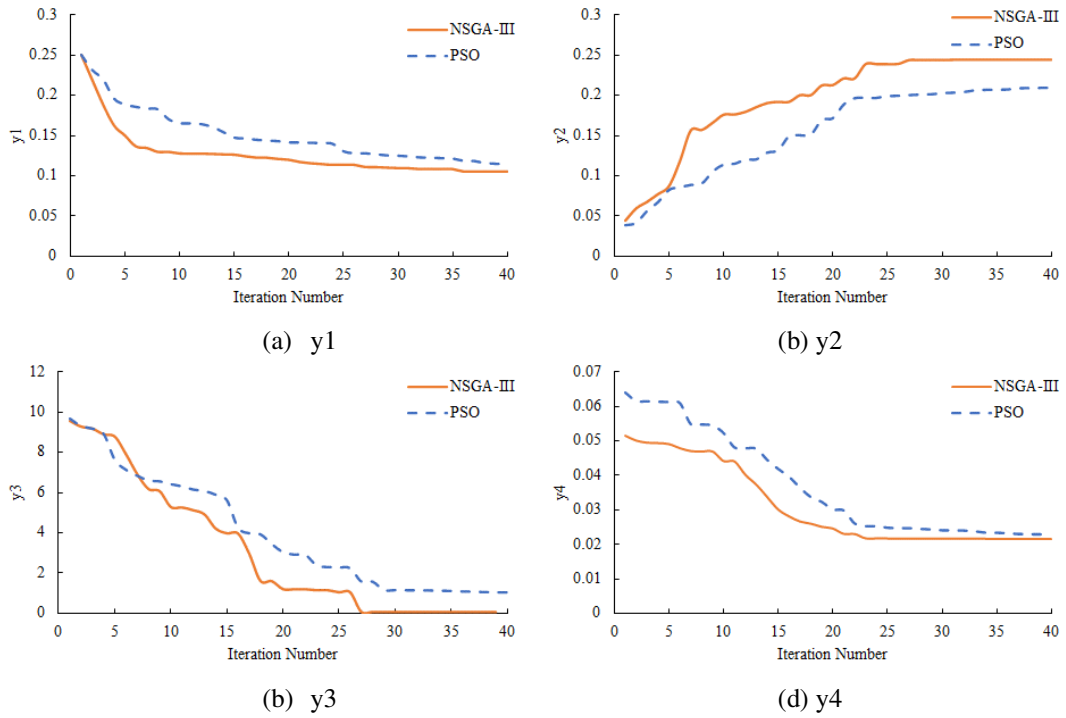 0.3
0.25
0.2
0.15
0.1
0.05
0
y1
NSGA-III
PSO
0 5 10 15 20 25 30 35 40
Iteration Number
(a) y1
0.3
0.25
0.2
0.15
0.1
0.05
0
y2
NSGA-III
PSO
0 5 10 15 20 25 30 35 40
Iteration Number
(b) y2
12
10
8
6
4
2
0
y3
NSGA-III
PSO
0 5 10 15 20 25 30 35 40
Iteration Number
(b) y3
0.07
0.06
0.05
0.04
0.03
0.02
0.01
0
y4
NSGA-III
PSO
0 5 10 15 20 25 30 35 40
Iteration Number
(d) y4